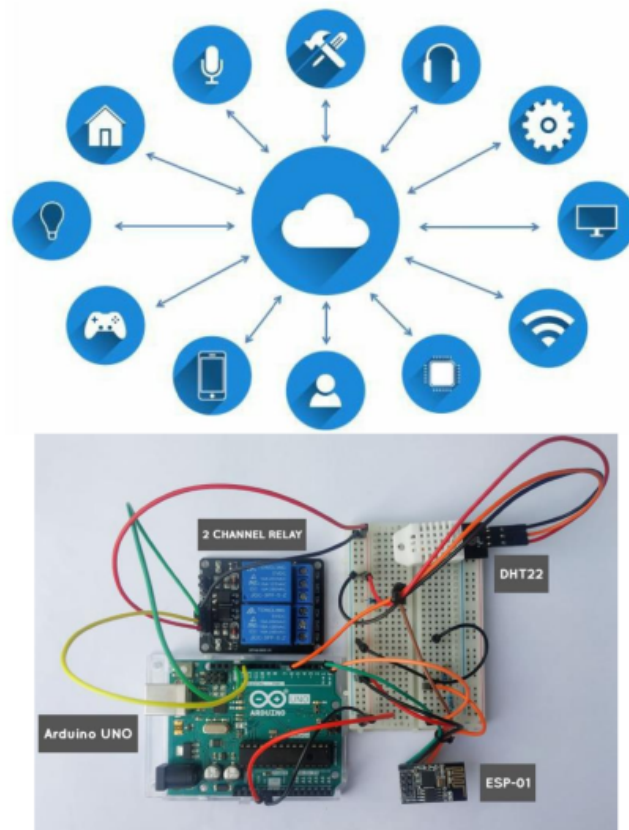 2 CHANNEL RELAY
DHT22
UNO
ARDUINO
Arduino UNO
ESP-01